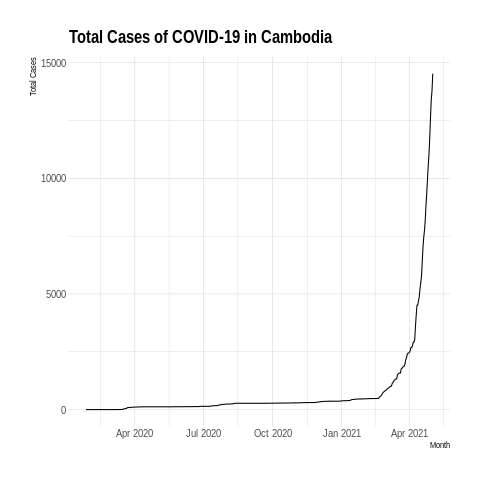 Total Cases of COVID-19 in Cambodia
Total Cases
15000
10000
5000
0
Apr 2020 Jul 2020 Oct 2020 Jan 2021 Apr 2021
Month